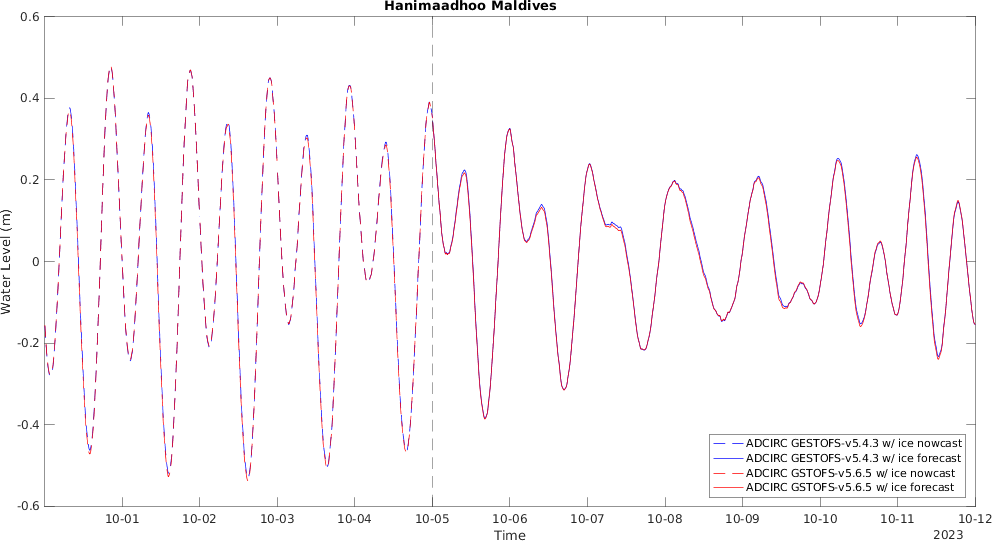 Hanimaadhoo Maldives
0.6
0.4
0.2
0
-0.2
-0.4
-0.6
Water Level (m)
ADCIRC GESTOFS-v5.4.3 w/ ice nowcast
ADCIRC GESTOFS-v5.4.3 w/ ice forecast
ADCIRC GSTOFS-v5.6.5 w/ ice nowcast
ADCIRC GSTOFS-v5.6.5 w/ ice forecast
10-01 10-02 10-03 10-04 10-05 10-06 10-07 10-08 10-09 10-10 10-11 10-12
Time
2023